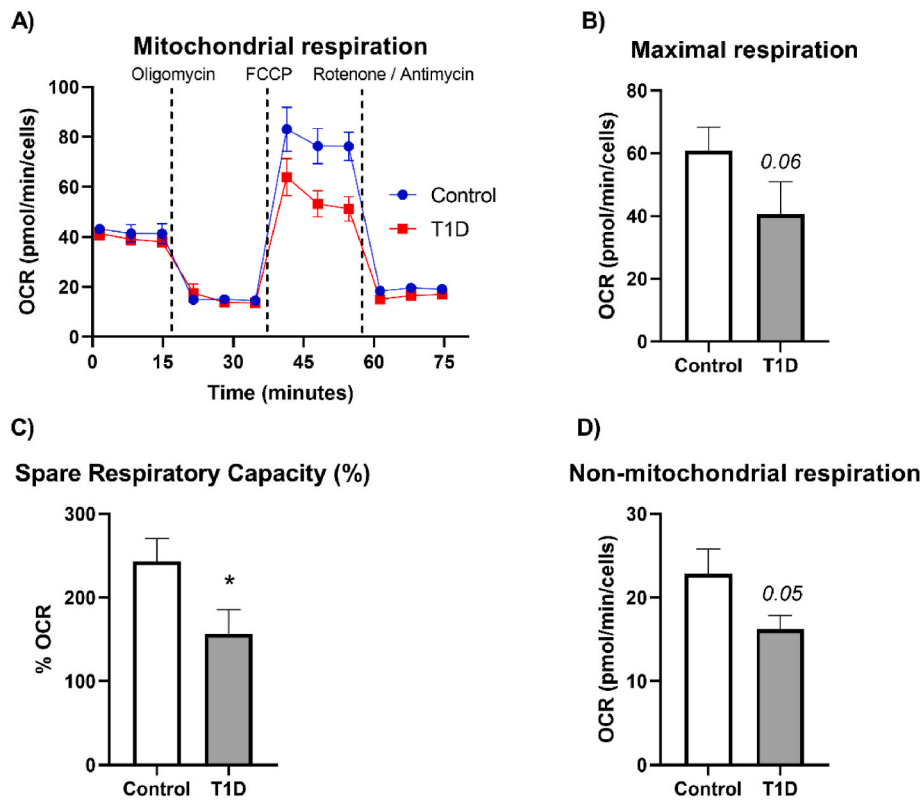 A)
Mitochondrial respiration
Oligomycin FCCP Rotenone / Antimycin
OCR (pmol/min/cells)
100
80
60
40
20
0
0 15 30 45 60 75
Time (minutes)
Control
T1D
B)
Maximal respiration
OCR (pmol/min/cells)
80
60
40
20
0
0.06
Control T1D
C)
Spare Respiratory Capacity (%)
% OCR
300
200
100
0
*
Control T1D
D)
Non-mitochondrial respiration
OCR (pmol/min/cells)
30
20
10
0
0.05
Control T1D